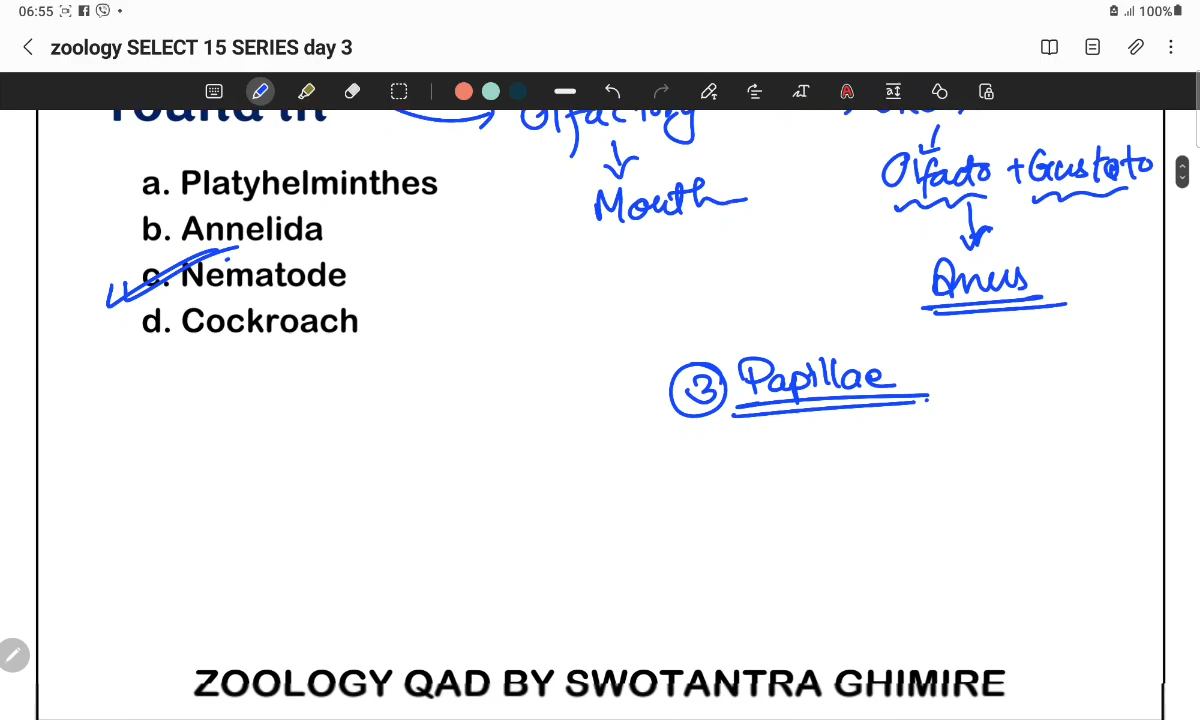 06:55
100%
zoology SELECT 15 SERIES day 3
found in
Olfactory
Mouth
Olfacto + Gustato
Anus
a. Platyhelminthes
b. Annelida
c. Nematode
d. Cockroach
③ Papillae
ZOOLOGY QAD BY SWOTANTRA GHIMIRE